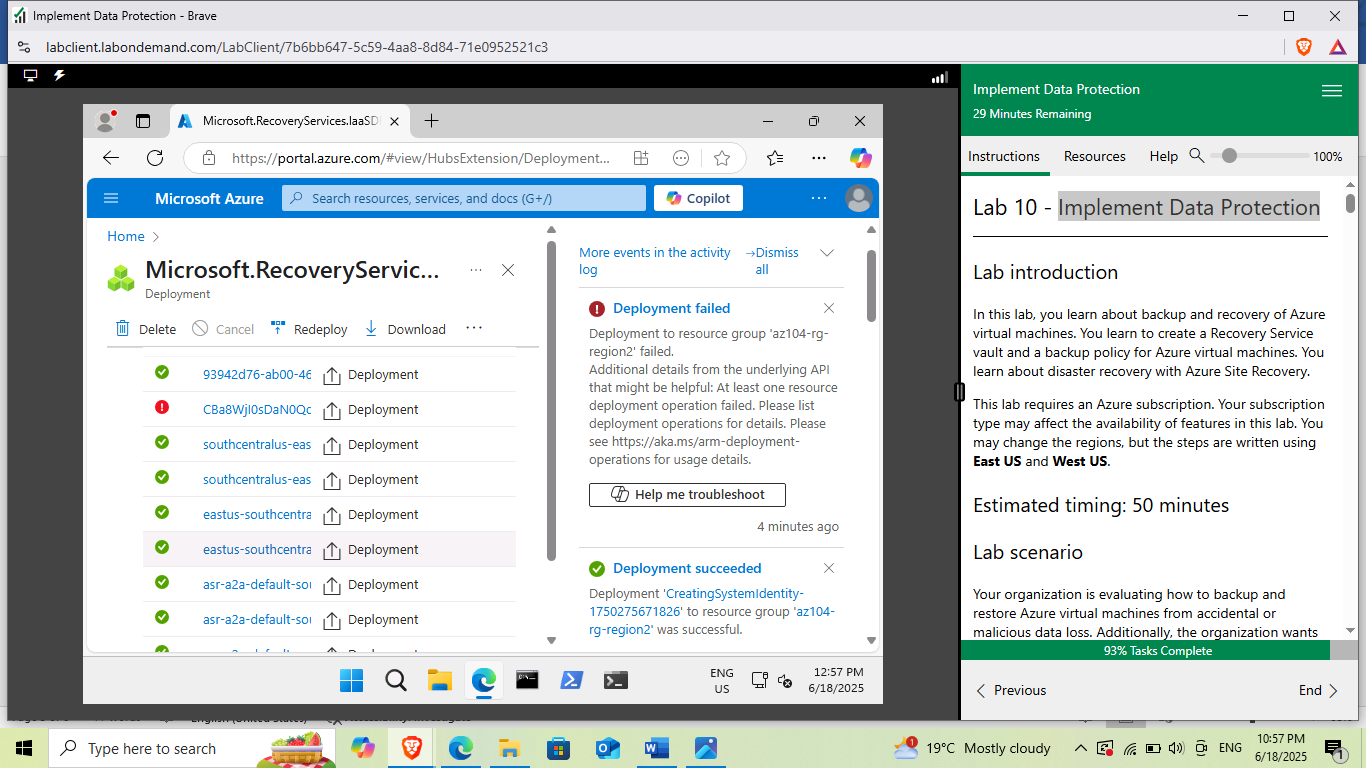 Implement Data Protection - Brave
labclient.labondemand.com/LabClient/7b6bb647-5c59-4aa8-8d84-71e0952521c3
Microsoft.RecoveryServices.IaaSD
https://portal.azure.com/#view/HubsExtension/Deployment...
Microsoft Azure
Search resources, services, and docs (G+/)
Copilot
Home
Microsoft.RecoveryServic...
Deployment
Delete
Cancel
Redeploy
Download
93942d76-ab00-46 Deployment
CBa8WjI0sDaN0Qc Deployment
southcentralus-eas Deployment
southcentralus-eas Deployment
eastus-southcentra Deployment
eastus-southcentra Deployment
asr-a2a-default-sou Deployment
asr-a2a-default-sou Deployment
More events in the activity
log
→Dismiss
all
Deployment failed
Deployment to resource group 'az104-rg-
region2' failed.
Additional details from the underlying API
that might be helpful: At least one resource
deployment operation failed. Please list
deployment operations for details. Please
see https://aka.ms/arm-deployment-
operations for usage details.
Help me troubleshoot
4 minutes ago
Deployment succeeded
Deployment 'CreatingSystemIdentity-
1750275671826' to resource group 'az104-
rg-region2' was successful.
ENG
US
12:57 PM
6/18/2025
Implement Data Protection
29 Minutes Remaining
Instructions
Resources
Help
100%
Lab 10 - Implement Data Protection
Lab introduction
In this lab, you learn about backup and recovery of Azure
virtual machines. You learn to create a Recovery Service
vault and a backup policy for Azure virtual machines. You
learn about disaster recovery with Azure Site Recovery.
This lab requires an Azure subscription. Your subscription
type may affect the availability of features in this lab. You
may change the regions, but the steps are written using
East US and West US.
Estimated timing: 50 minutes
Lab scenario
Your organization is evaluating how to backup and
restore Azure virtual machines from accidental or
malicious data loss. Additionally, the organization wants
93% Tasks Complete
Previous
End
English (United States)
Type here to search
1
19°C Mostly cloudy
ENG
10:57 PM
6/18/2025
1